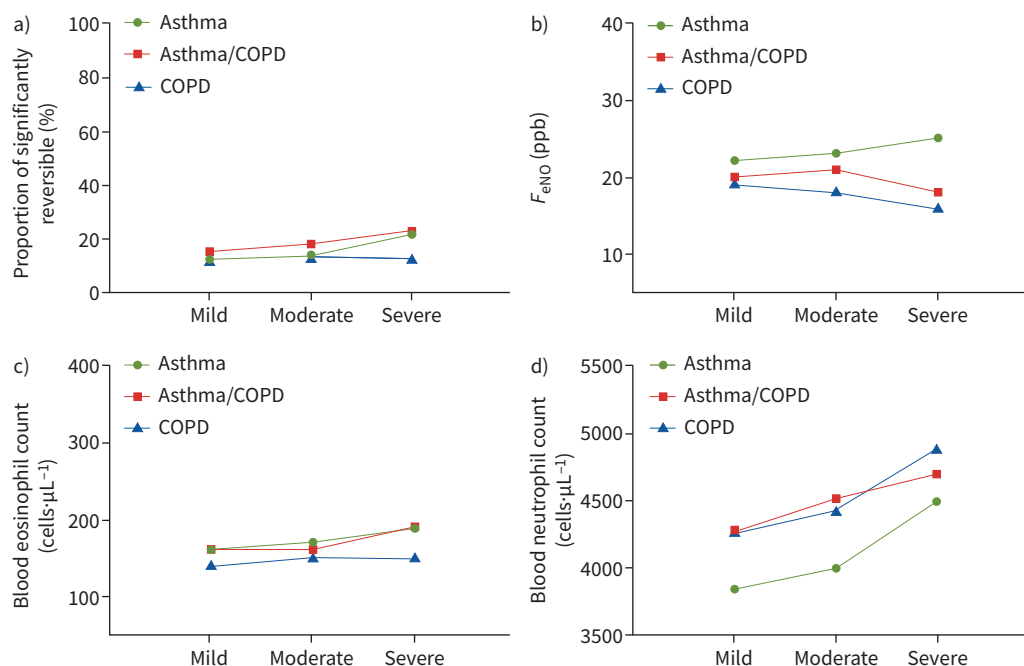 a)
Proportion of significantly
reversible (%)
100
80
60
40
20
0
Asthma
Asthma/COPD
COPD
Mild Moderate Severe
b)
FeNO (ppb)
40
30
20
10
Asthma
Asthma/COPD
COPD
Mild Moderate Severe
c)
Blood eosinophil count
(cells·µL⁻¹)
400
300
200
100
Asthma
Asthma/COPD
COPD
Mild Moderate Severe
d)
Blood neutrophil count
(cells·µL⁻¹)
5500
5000
4500
4000
3500
Asthma
Asthma/COPD
COPD
Mild Moderate Severe